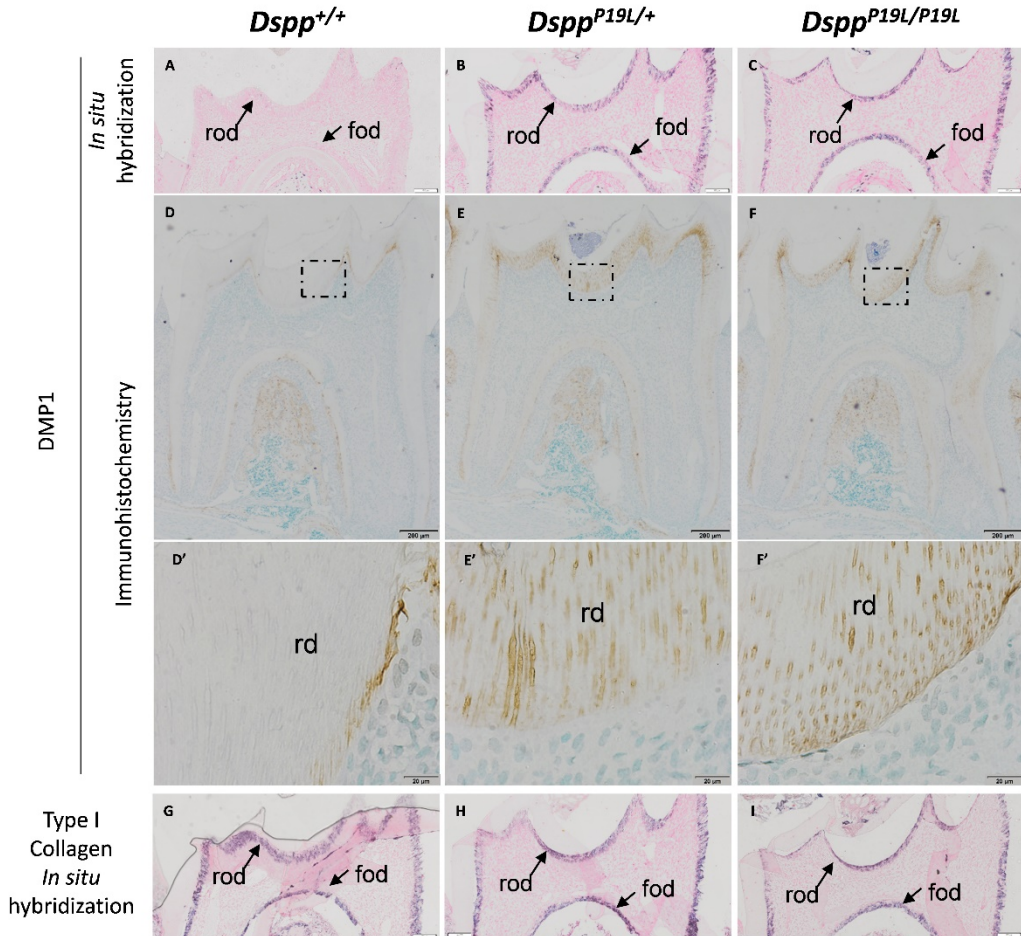 Dspp+/+ DsppP19L/+ DsppP19L/P19L
In situ
hybridization
A
rod
fod
B
rod
fod
C
rod
fod
DMP1
Immunohistochemistry
D
200 µm
E
200 µm
F
200 µm
D'
rd
20 µm
E'
rd
20 µm
F'
rd
20 µm
Type I
Collagen
In situ
hybridization
G
rod
fod
H
rod
fod
I
rod
fod